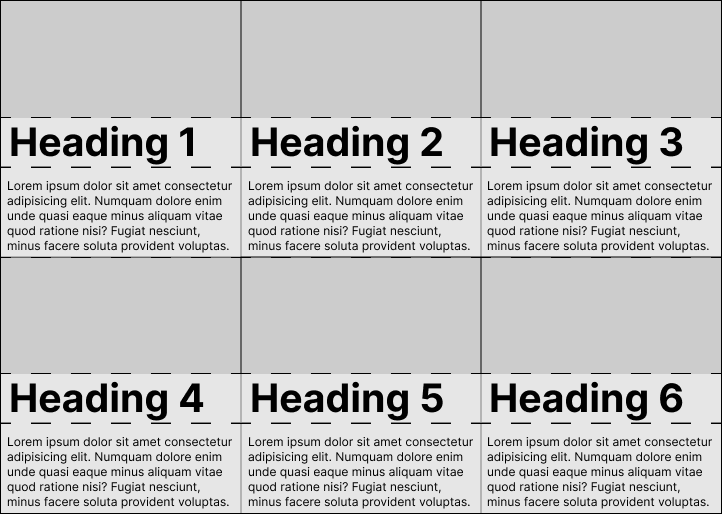 Heading 1
Lorem ipsum dolor sit amet consectetur
adipisicing elit. Numquam dolore enim
unde quasi eaque minus aliquam vitae
quod ratione nisi? Fugiat nesciunt,
minus facere soluta provident voluptas.
Heading 2
Lorem ipsum dolor sit amet consectetur
adipisicing elit. Numquam dolore enim
unde quasi eaque minus aliquam vitae
quod ratione nisi? Fugiat nesciunt,
minus facere soluta provident voluptas.
Heading 3
Lorem ipsum dolor sit amet consectetur
adipisicing elit. Numquam dolore enim
unde quasi eaque minus aliquam vitae
quod ratione nisi? Fugiat nesciunt,
minus facere soluta provident voluptas.
Heading 4
Lorem ipsum dolor sit amet consectetur
adipisicing elit. Numquam dolore enim
unde quasi eaque minus aliquam vitae
quod ratione nisi? Fugiat nesciunt,
minus facere soluta provident voluptas.
Heading 5
Lorem ipsum dolor sit amet consectetur
adipisicing elit. Numquam dolore enim
unde quasi eaque minus aliquam vitae
quod ratione nisi? Fugiat nesciunt,
minus facere soluta provident voluptas.
Heading 6
Lorem ipsum dolor sit amet consectetur
adipisicing elit. Numquam dolore enim
unde quasi eaque minus aliquam vitae
quod ratione nisi? Fugiat nesciunt,
minus facere soluta provident voluptas.